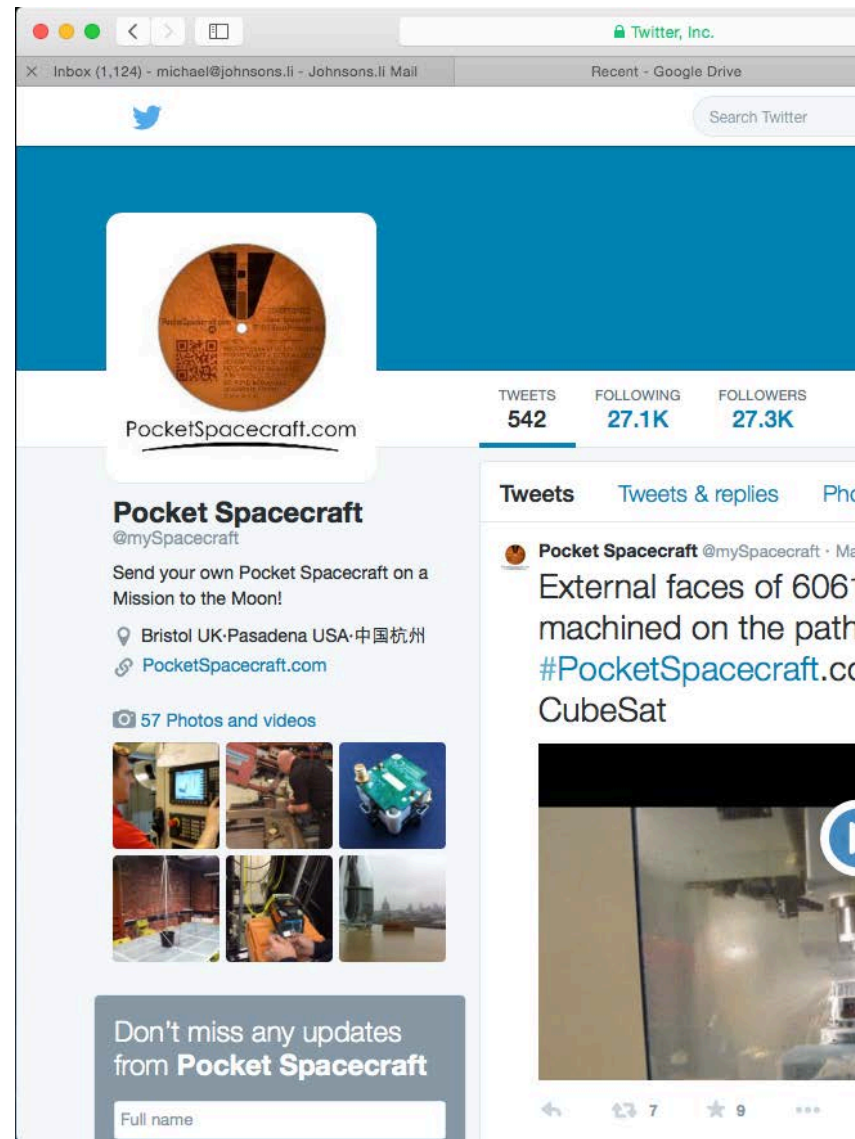 Twitter, Inc.
Inbox (1,124) - michael@johnsons.li - Johnsons.li Mail
Recent - Google Drive
Search Twitter
PocketSpacecraft.com
TWEETS FOLLOWING FOLLOWERS
542 27.1K 27.3K
Pocket Spacecraft
@mySpacecraft
Send your own Pocket Spacecraft on a
Mission to the Moon!
Bristol UK·Pasadena USA·中国杭州
PocketSpacecraft.com
57 Photos and videos
Don't miss any updates
from Pocket Spacecraft
Full name
Tweets Tweets & replies Pho
Pocket Spacecraft @mySpacecraft · Ma
External faces of 6061
machined on the path
#PocketSpacecraft.co
CubeSat
7 9